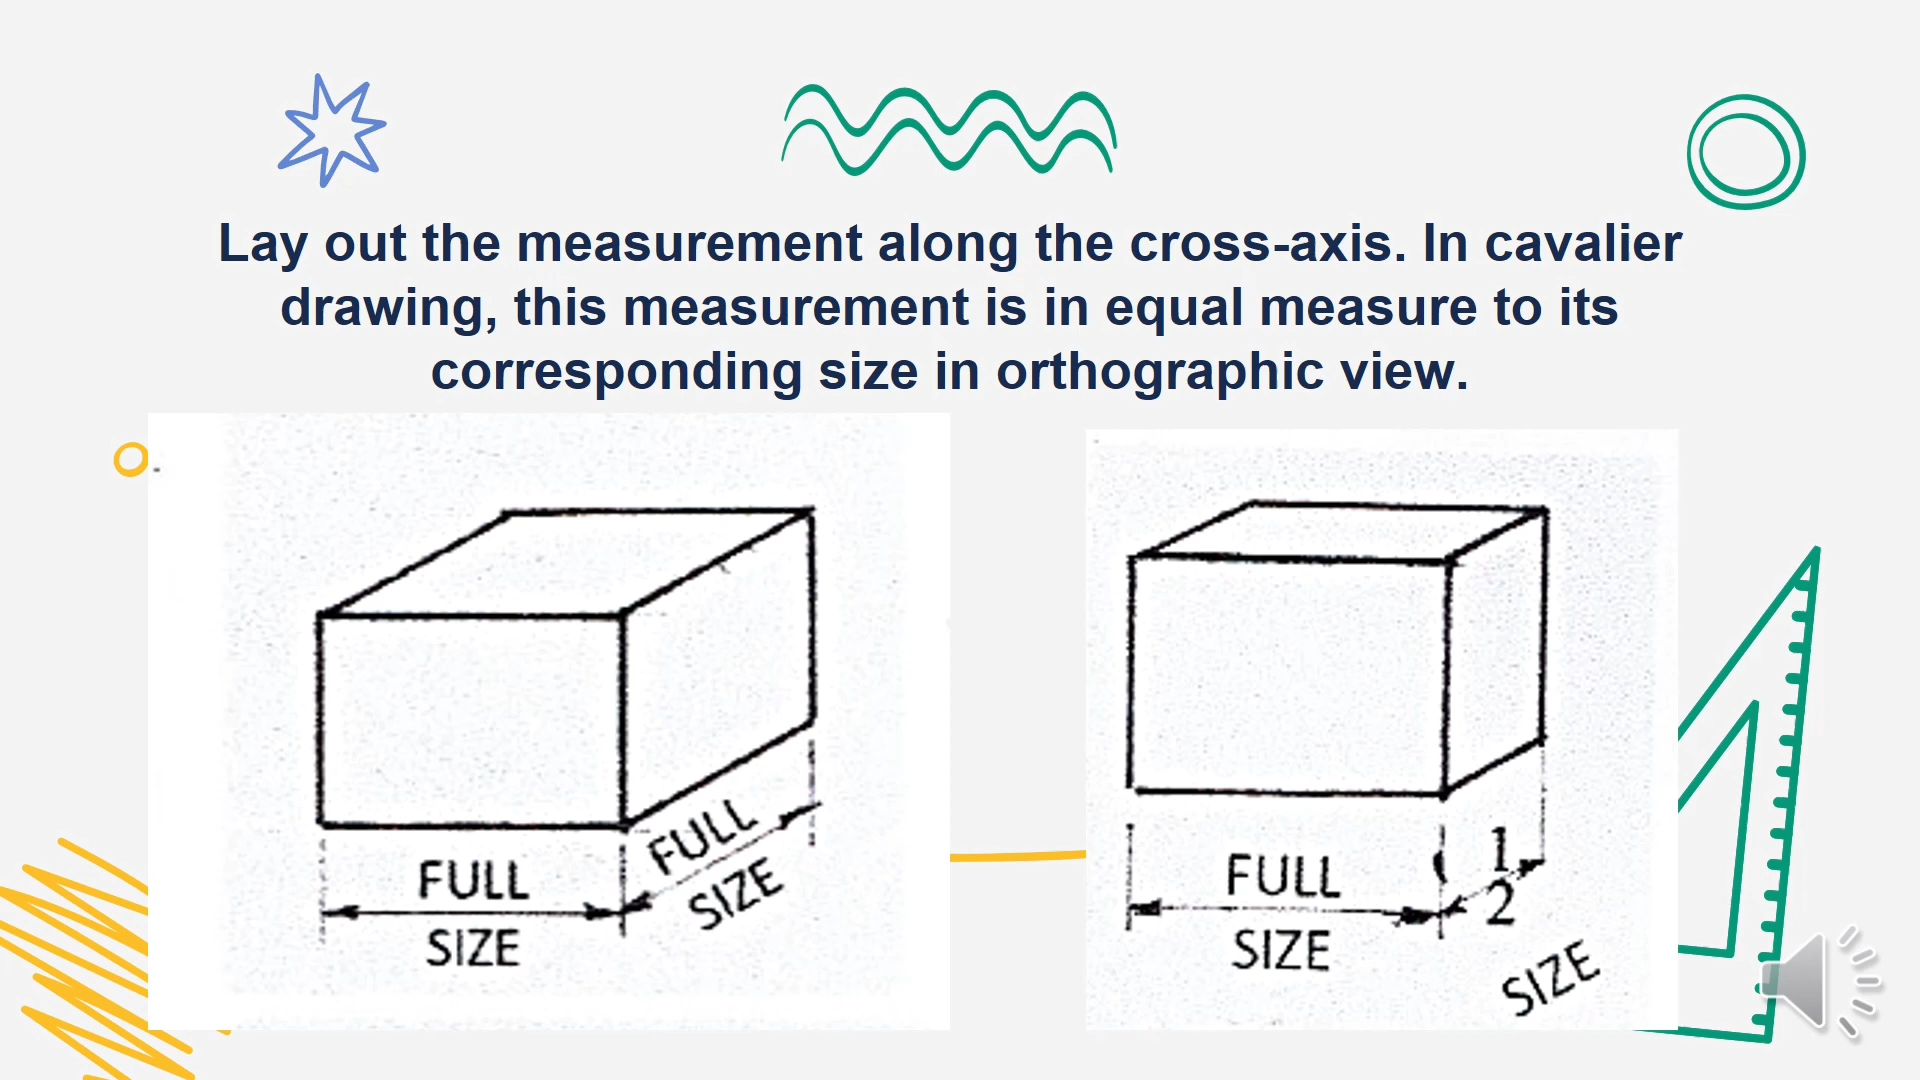 Lay out the measurement along the cross-axis. In cavalier
drawing, this measurement is in equal measure to its
corresponding size in orthographic view.
FULL
SIZE
FULL
SIZE
FULL
SIZE
1
2
SIZE